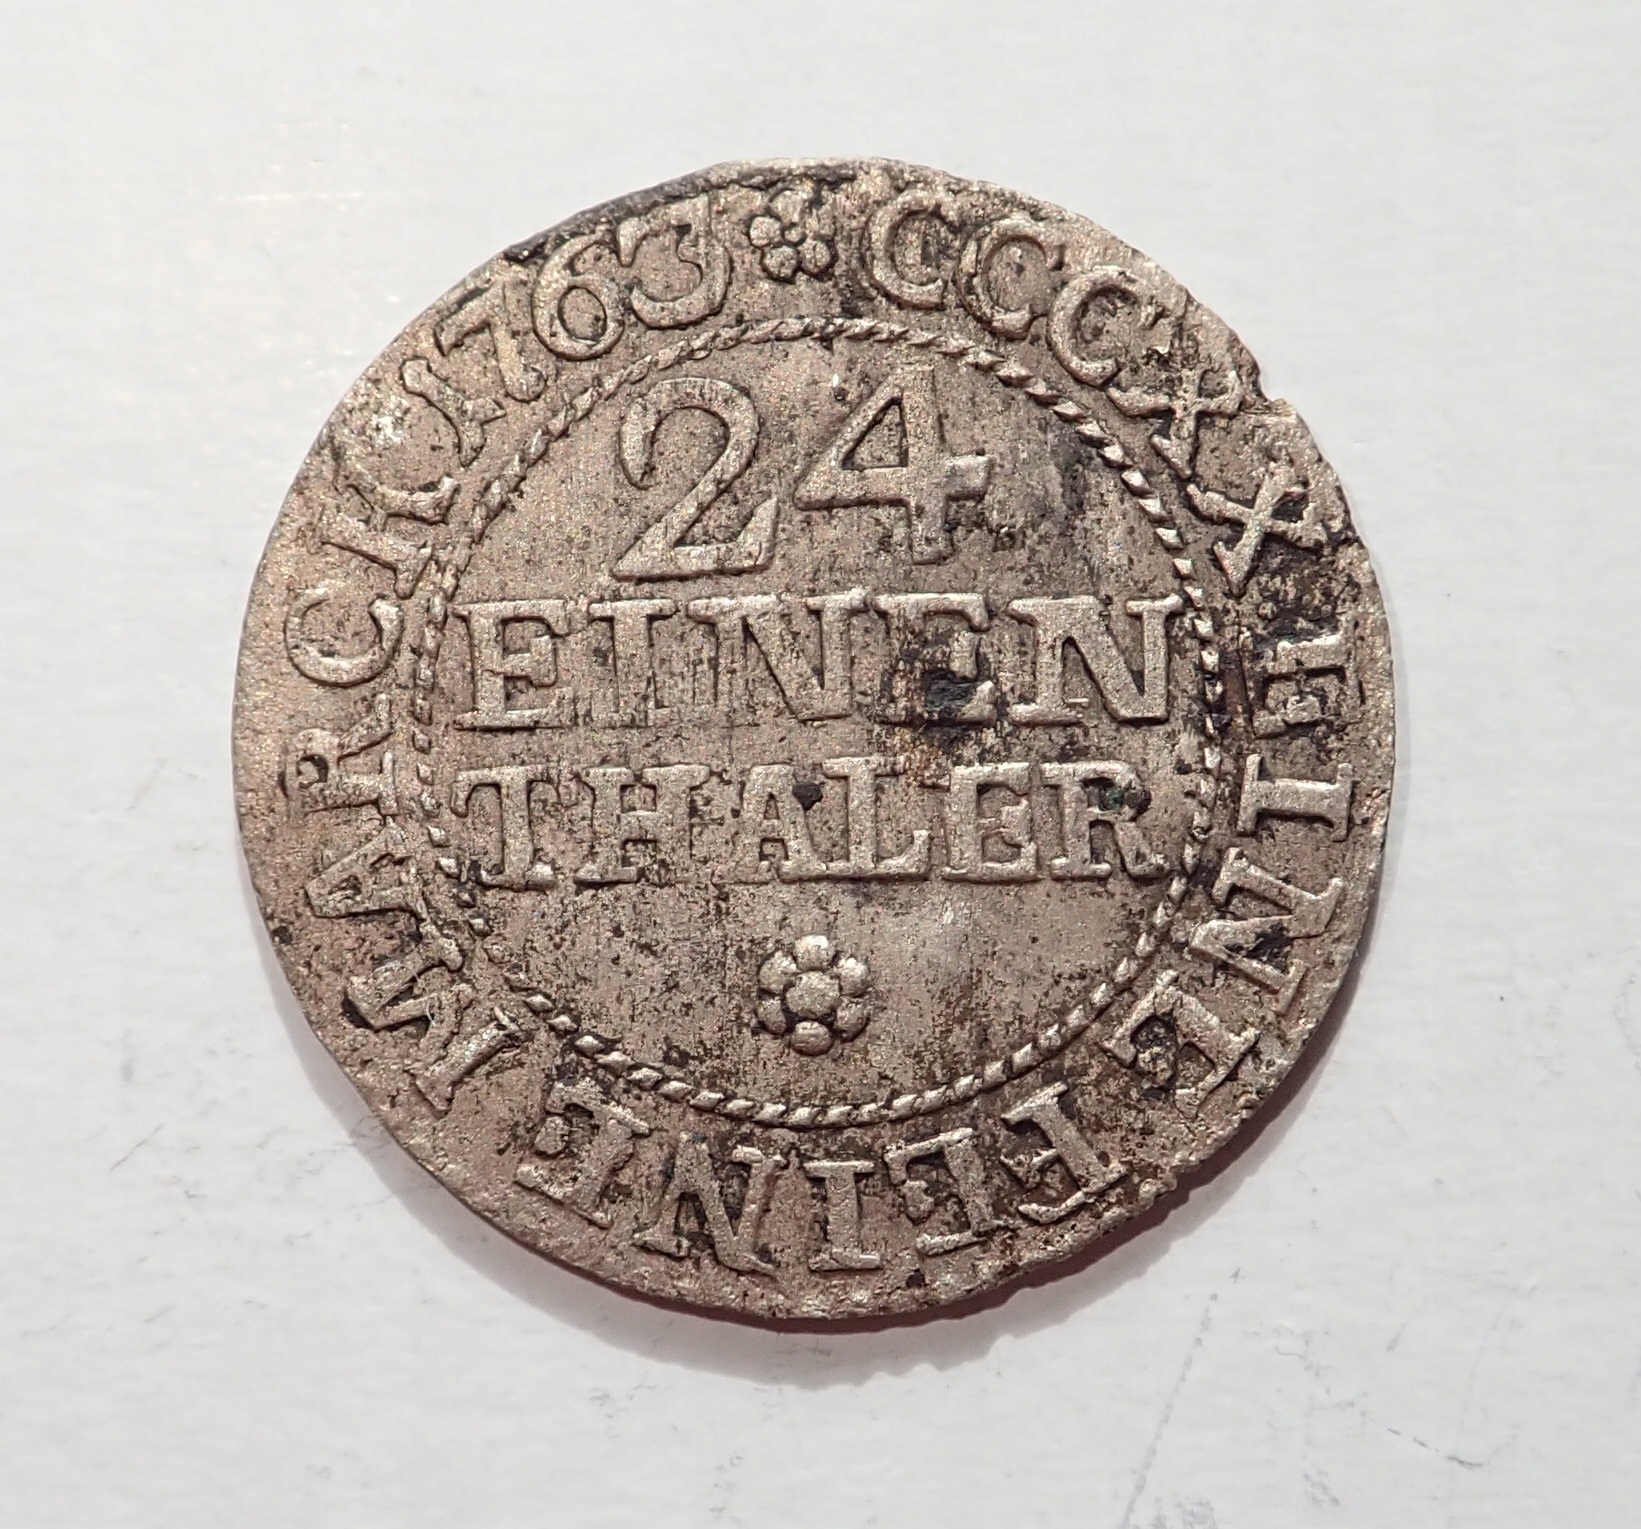 24
EINEN
THALER
CCCXX EINE FEINE MARCK 1763